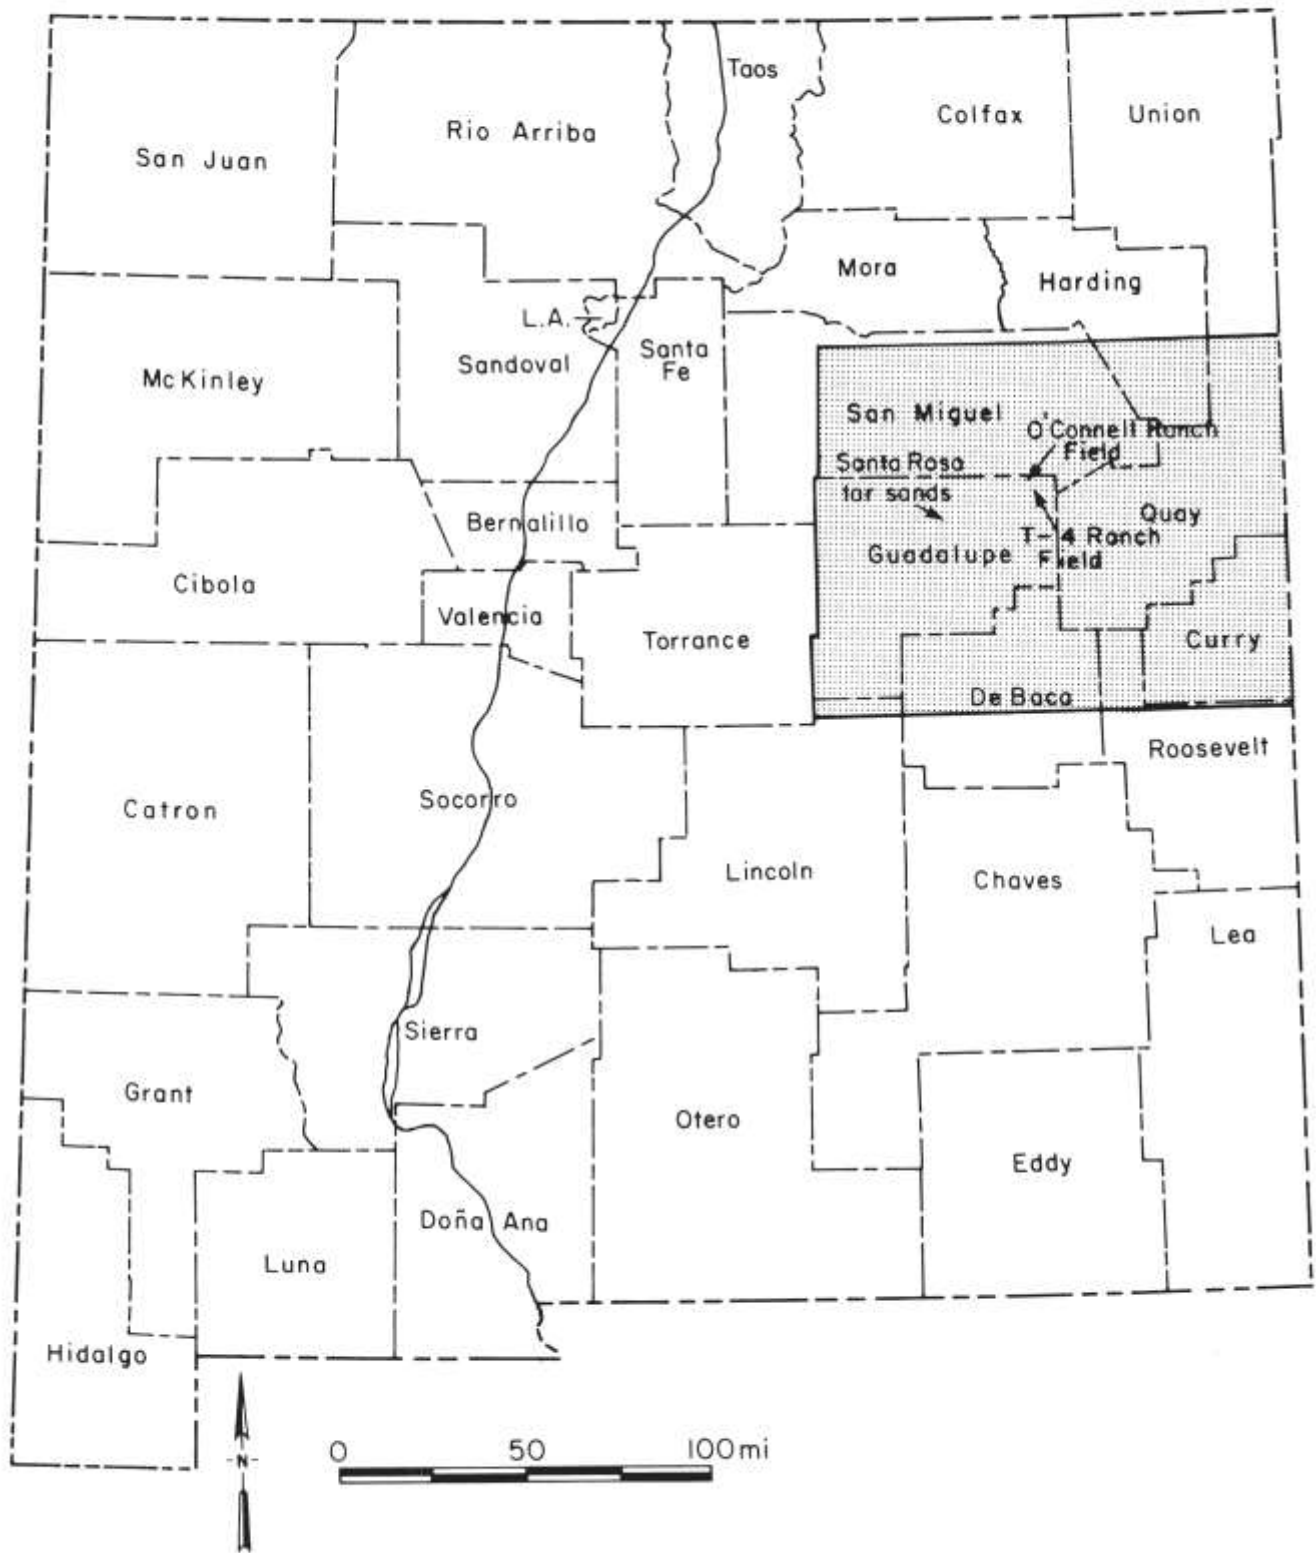 Taos
Colfax
Union
Rio Arriba
San Juan
Mora
Harding
L.A.
Santa
Fe
Sandoval
McKinley
San Miguel
O'Connell Ranch
Field
Santa Rosa
tar sands
Bernalillo
Quay
T-4 Ranch
Field
Guadalupe
Cibola
Valencia
Torrance
Curry
De Baca
Roosevelt
Socorro
Catron
Lincoln
Chaves
Lea
Sierra
Grant
Otero
Eddy
Doña Ana
Luna
Hidalgo
N
0 50 100mi